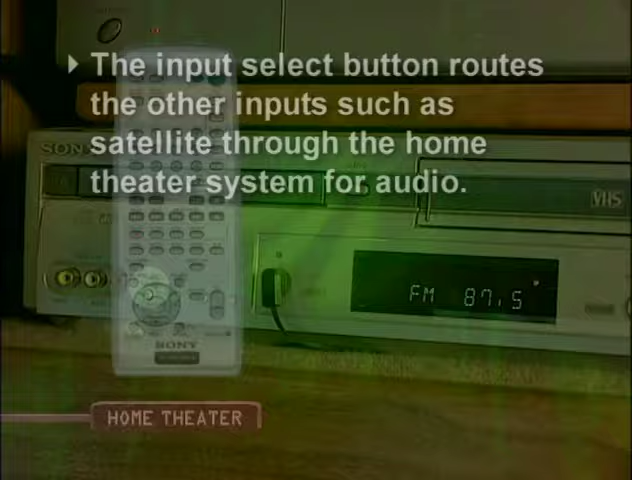 The input select button routes
the other inputs such as
satellite through the home
theater system for audio.
SONY
VHS
FM 87.5
SONY
HOME THEATER